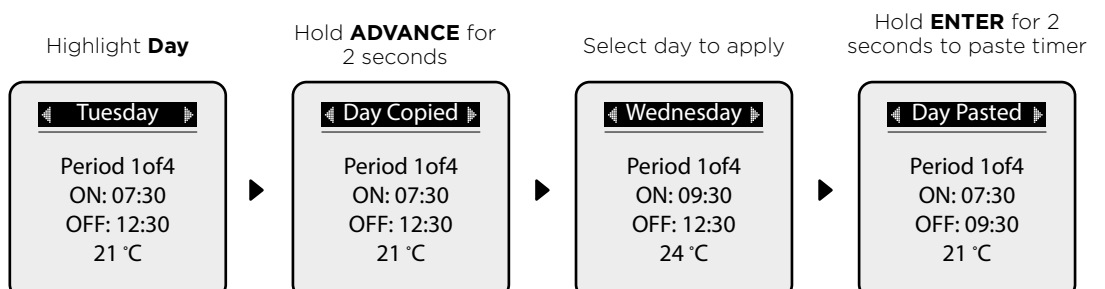 Highlight Day
Hold ADVANCE for
2 seconds
Select day to apply
Hold ENTER for 2
seconds to paste timer
Tuesday
Period 1of4
ON: 07:30
OFF: 12:30
21 °C
Day Copied
Period 1of4
ON: 07:30
OFF: 12:30
21 °C
Wednesday
Period 1of4
ON: 09:30
OFF: 12:30
24 °C
Day Pasted
Period 1of4
ON: 07:30
OFF: 09:30
21 °C